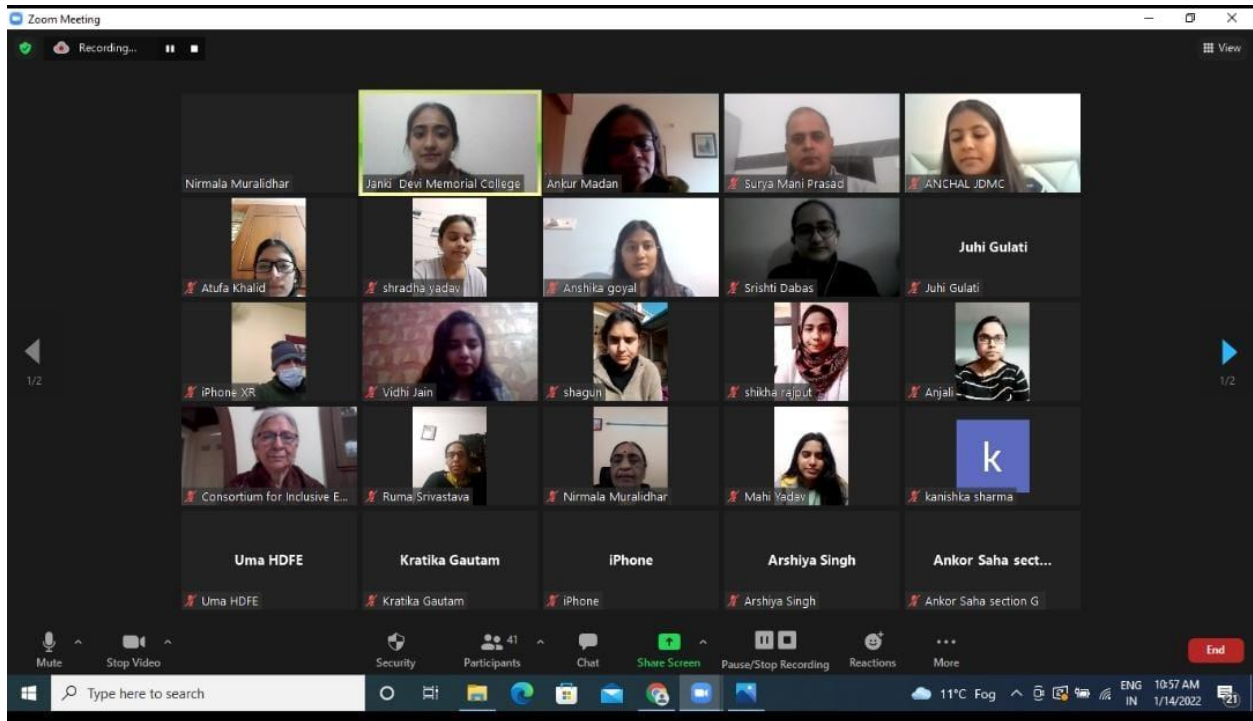 Zoom Meeting
Recording...
View
Nirmala Muralidhar
Janki Devi Memorial College
Ankur Madan
Surya Mani Prasad
ANCHAL JDMC
Atufa Khalid
shradha yadav
Anshika goyal
Srishti Dabas
Juhi Gulati
Juhi Gulati
iPhone XR
Vidhi Jain
shagun
shikha rajput
Anjali
1/2
1/2
Consortium for Inclusive E...
Ruma Srivastava
Nirmala Muralidhar
Mahi Yadav
k
kanishka sharma
Uma HDFE
Kratika Gautam
iPhone
Arshiya Singh
Ankor Saha sect...
Uma HDFE
Kratika Gautam
iPhone
Arshiya Singh
Ankor Saha section G
Mute
Stop Video
Security
Participants
41
Chat
Share Screen
Pause/Stop Recording
Reactions
More
End
Type here to search
11°C Fog
ENG
IN
10:57 AM
1/14/2022
21